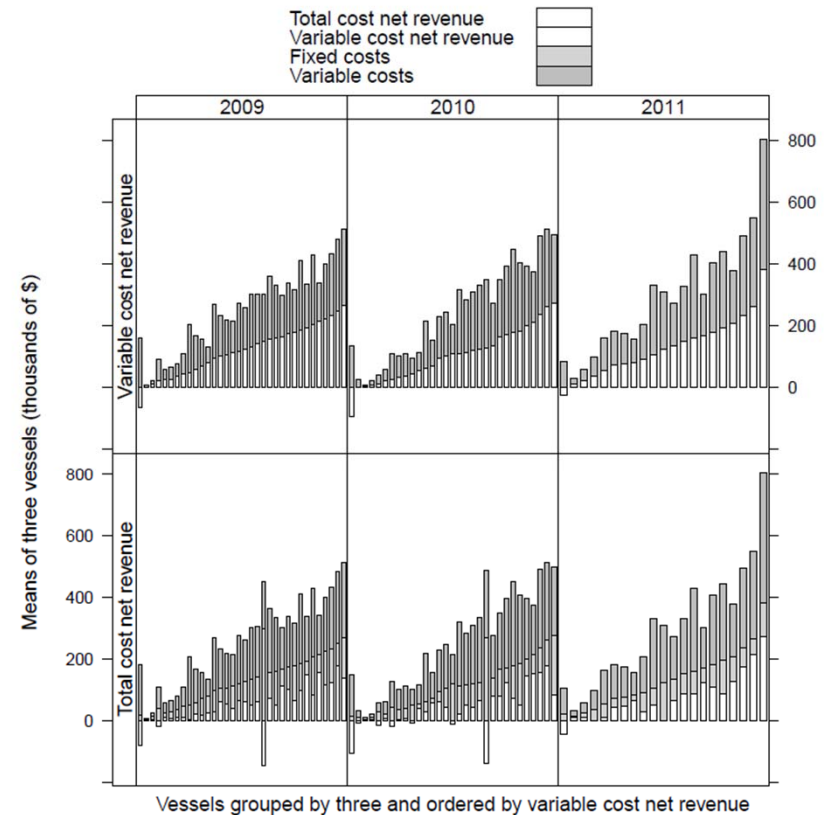 Total cost net revenue
Variable cost net revenue
Fixed costs
Variable costs
2009 2010 2011
Means of three vessels (thousands of $)
Variable cost net revenue
800
600
400
200
0
Total cost net revenue
800
600
400
200
0
Vessels grouped by three and ordered by variable cost net revenue